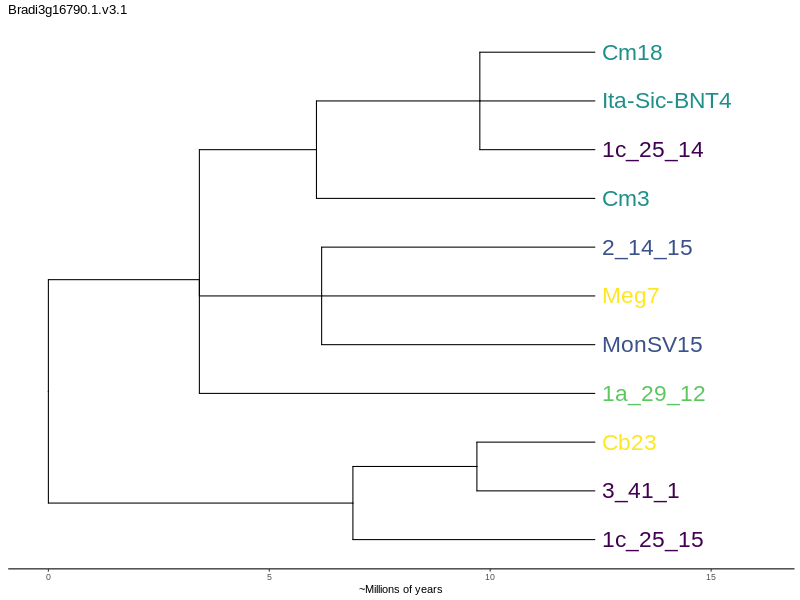 Bradi3g16790.1.v3.1
Cm18
Ita-Sic-BNT4
1c_25_14
Cm3
2_14_15
Meg7
MonSV15
1a_29_12
Cb23
3_41_1
1c_25_15
0 5 10 15
~Millions of years